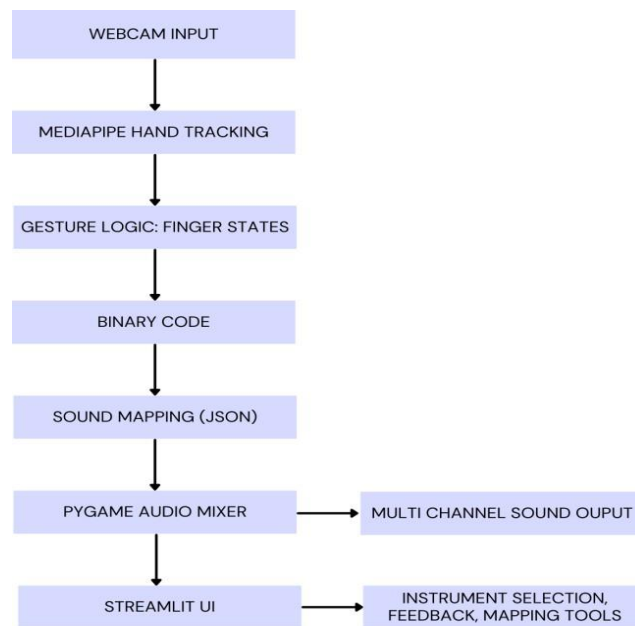 WEBCAM INPUT
MEDIAPIPE HAND TRACKING
GESTURE LOGIC: FINGER STATES
BINARY CODE
SOUND MAPPING (JSON)
PYGAME AUDIO MIXER
MULTI CHANNEL SOUND OUPUT
STREAMLIT UI
INSTRUMENT SELECTION,
FEEDBACK, MAPPING TOOLS